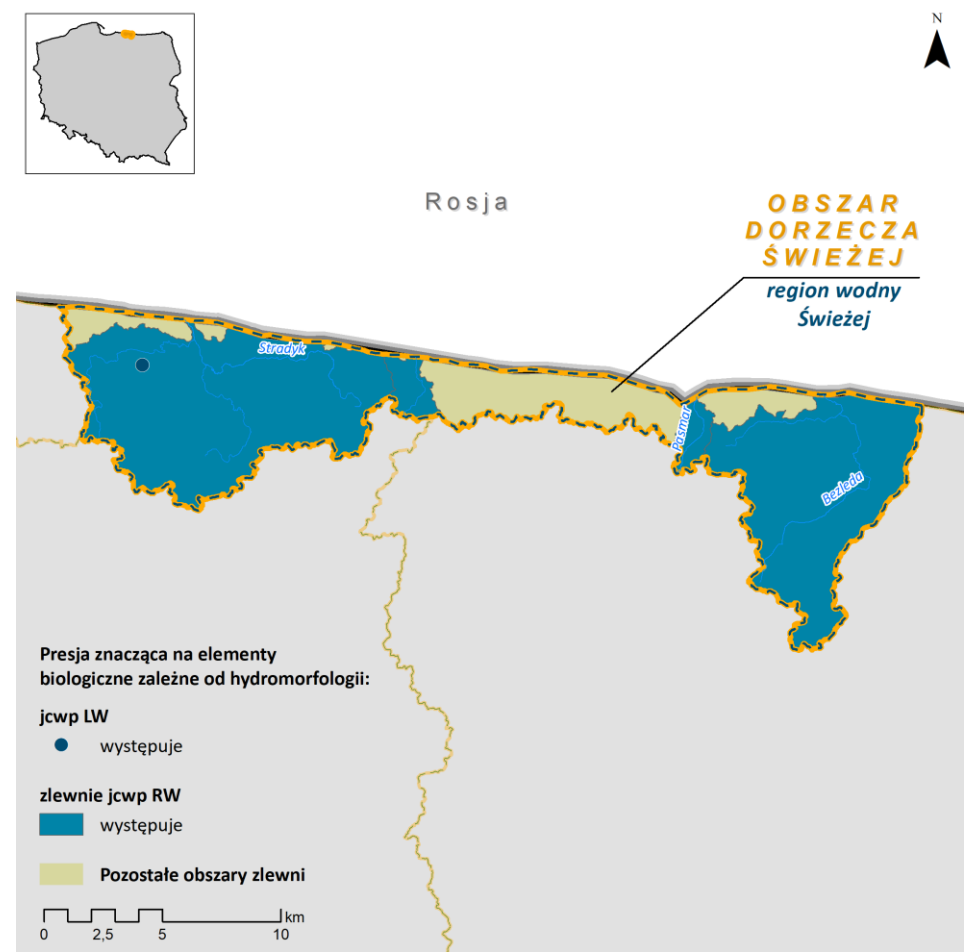 N
Rosja
OBSZAR
DORZECZA
ŚWIEŻEJ
region wodny
Świeżej
Stradyk
Pasmar
Bezleda
Presja znacząca na elementy
biologiczne zależne od hydromorfologii:
jcwp LW
występuje
zlewnie jcwp RW
występuje
Pozostałe obszary zlewni
km
0 2,5 5 10